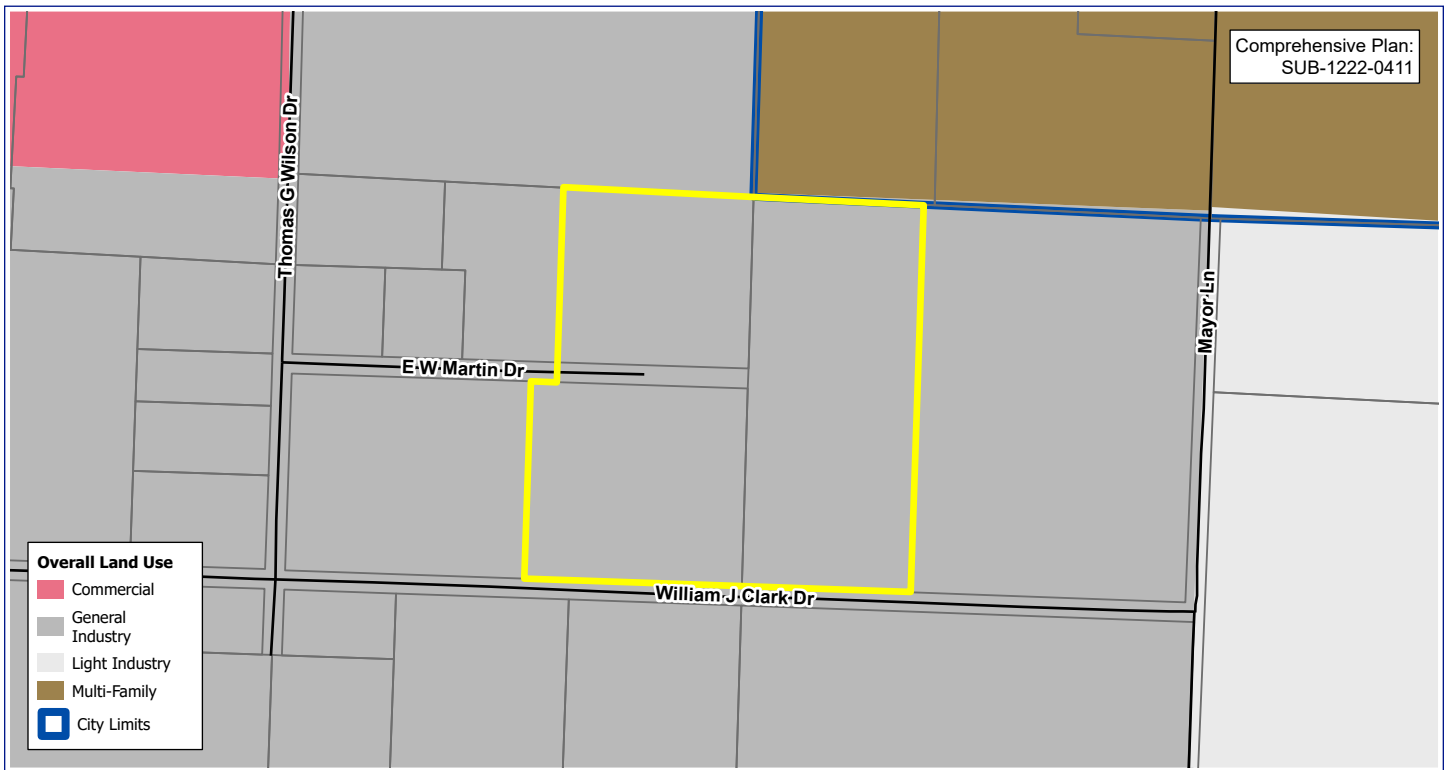 Comprehensive Plan:
SUB-1222-0411
Thomas G Wilson Dr
Mayor Ln
E W Martin Dr
William J Clark Dr
Overall Land Use
Commercial
General
Industry
Light Industry
Multi-Family
City Limits